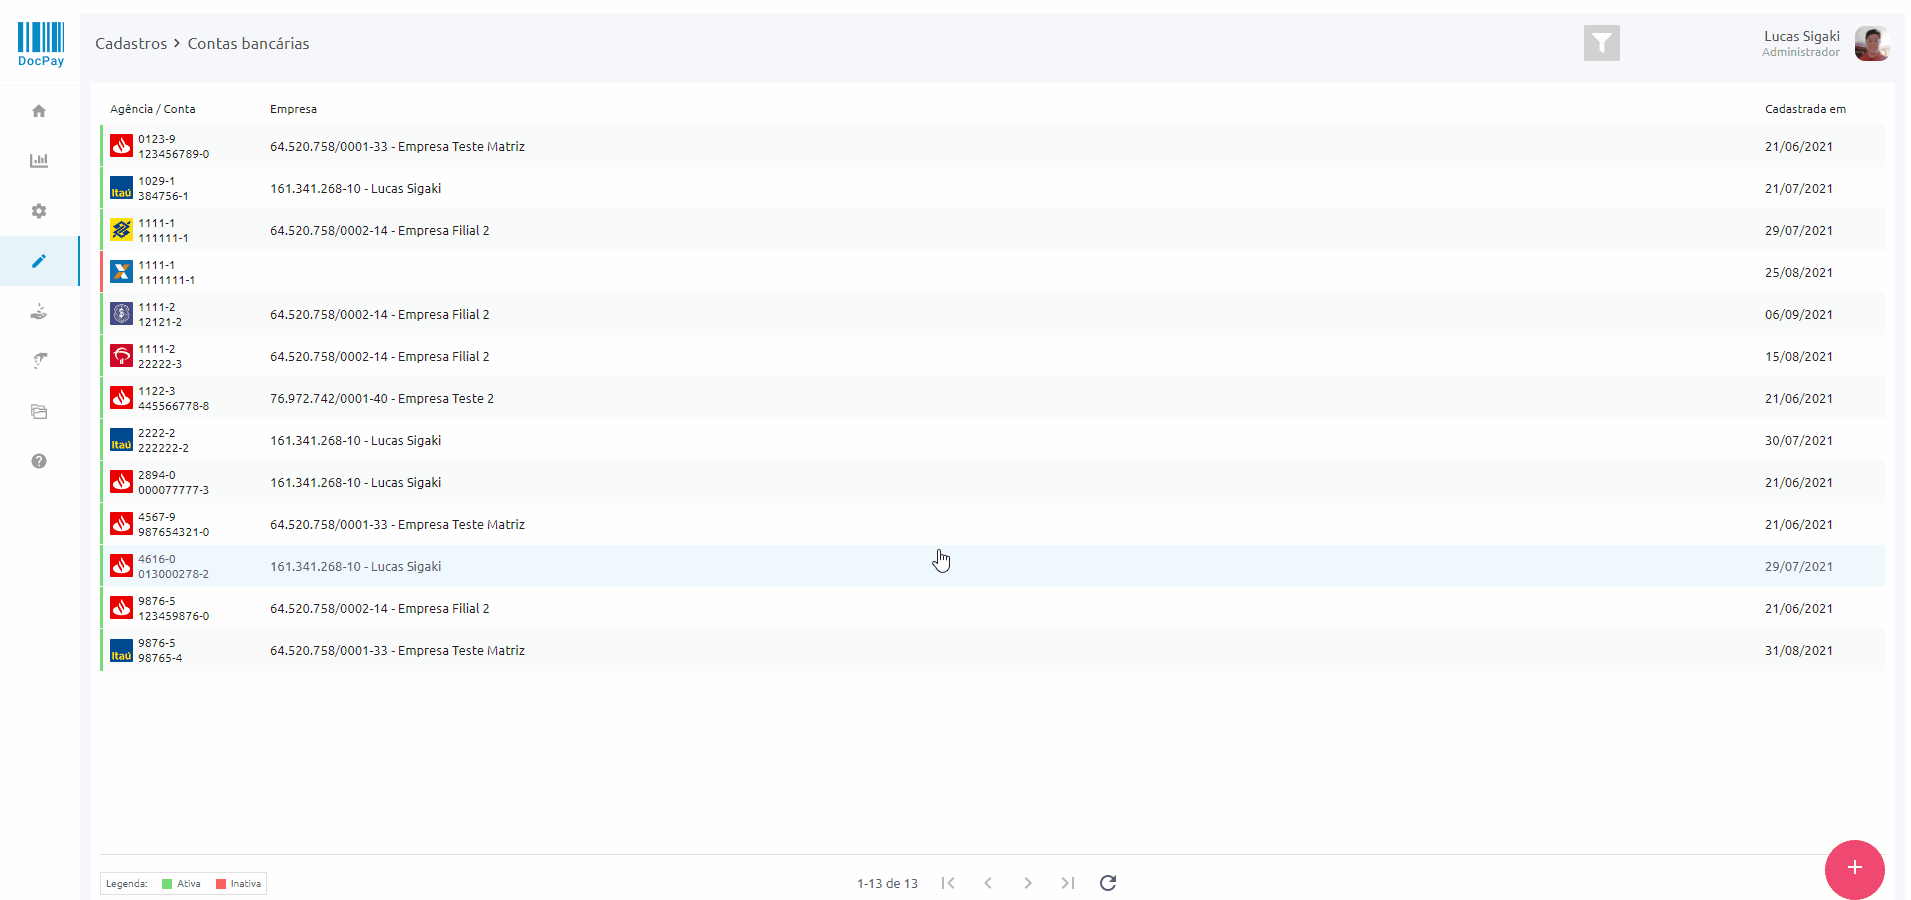 DocPay
Cadastros > Contas bancárias
Lucas Sigaki
Administrador
Agência / Conta Empresa Cadastrada em
0123-9
123456789-0
64.520.758/0001-33 - Empresa Teste Matriz 21/06/2021
Itaú
1029-1
384756-1
161.341.268-10 - Lucas Sigaki 21/07/2021
1111-1
111111-1
64.520.758/0002-14 - Empresa Filial 2 29/07/2021
1111-1
1111111-1
25/08/2021
1111-2
12121-2
64.520.758/0002-14 - Empresa Filial 2 06/09/2021
1111-2
22222-3
64.520.758/0002-14 - Empresa Filial 2 15/08/2021
1122-3
445566778-8
76.972.742/0001-40 - Empresa Teste 2 21/06/2021
Itaú
2222-2
222222-2
161.341.268-10 - Lucas Sigaki 30/07/2021
2894-0
000077777-3
161.341.268-10 - Lucas Sigaki 21/06/2021
4567-9
987654321-0
64.520.758/0001-33 - Empresa Teste Matriz 21/06/2021
4616-0
013000278-2
161.341.268-10 - Lucas Sigaki 29/07/2021
9876-5
123459876-0
64.520.758/0002-14 - Empresa Filial 2 21/06/2021
Itaú
9876-5
98765-4
64.520.758/0001-33 - Empresa Teste Matriz 31/08/2021
Legenda: Ativa Inativa
1-13 de 13